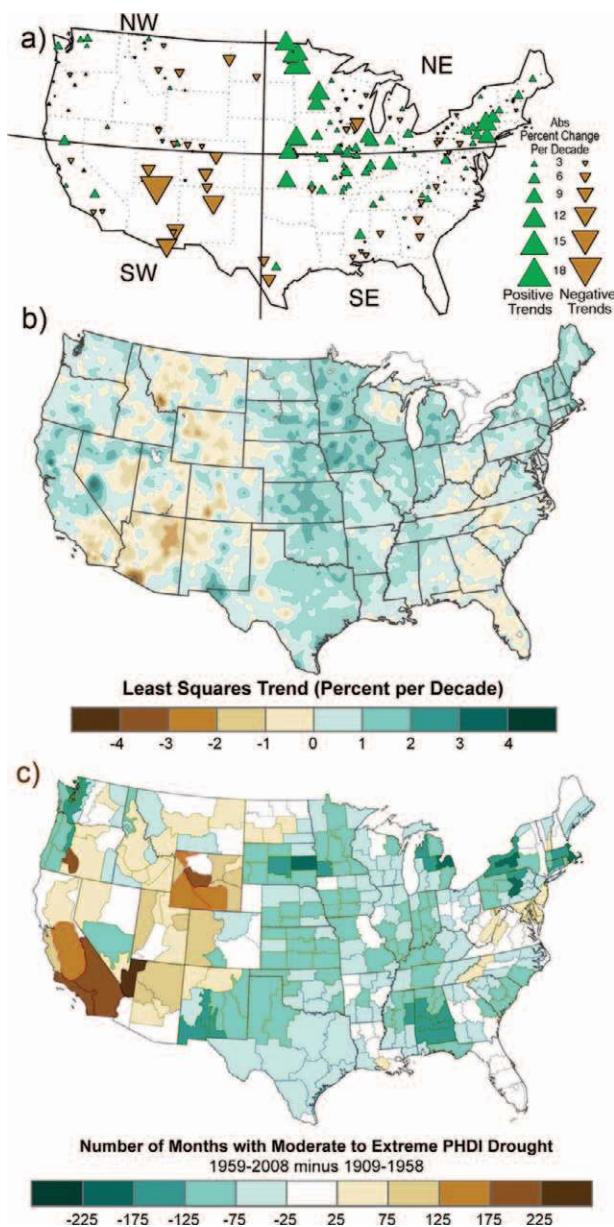 a)
NW
NE
SW
SE
Abs
Percent Change
Per Decade
3
6
9
12
15
18
Positive Negative
Trends Trends
b)
Least Squares Trend (Percent per Decade)
-4 -3 -2 -1 0 1 2 3 4
c)
Number of Months with Moderate to Extreme PHDI Drought
1959-2008 minus 1909-1958
-225 -175 -125 -75 -25 25 75 125 175 225